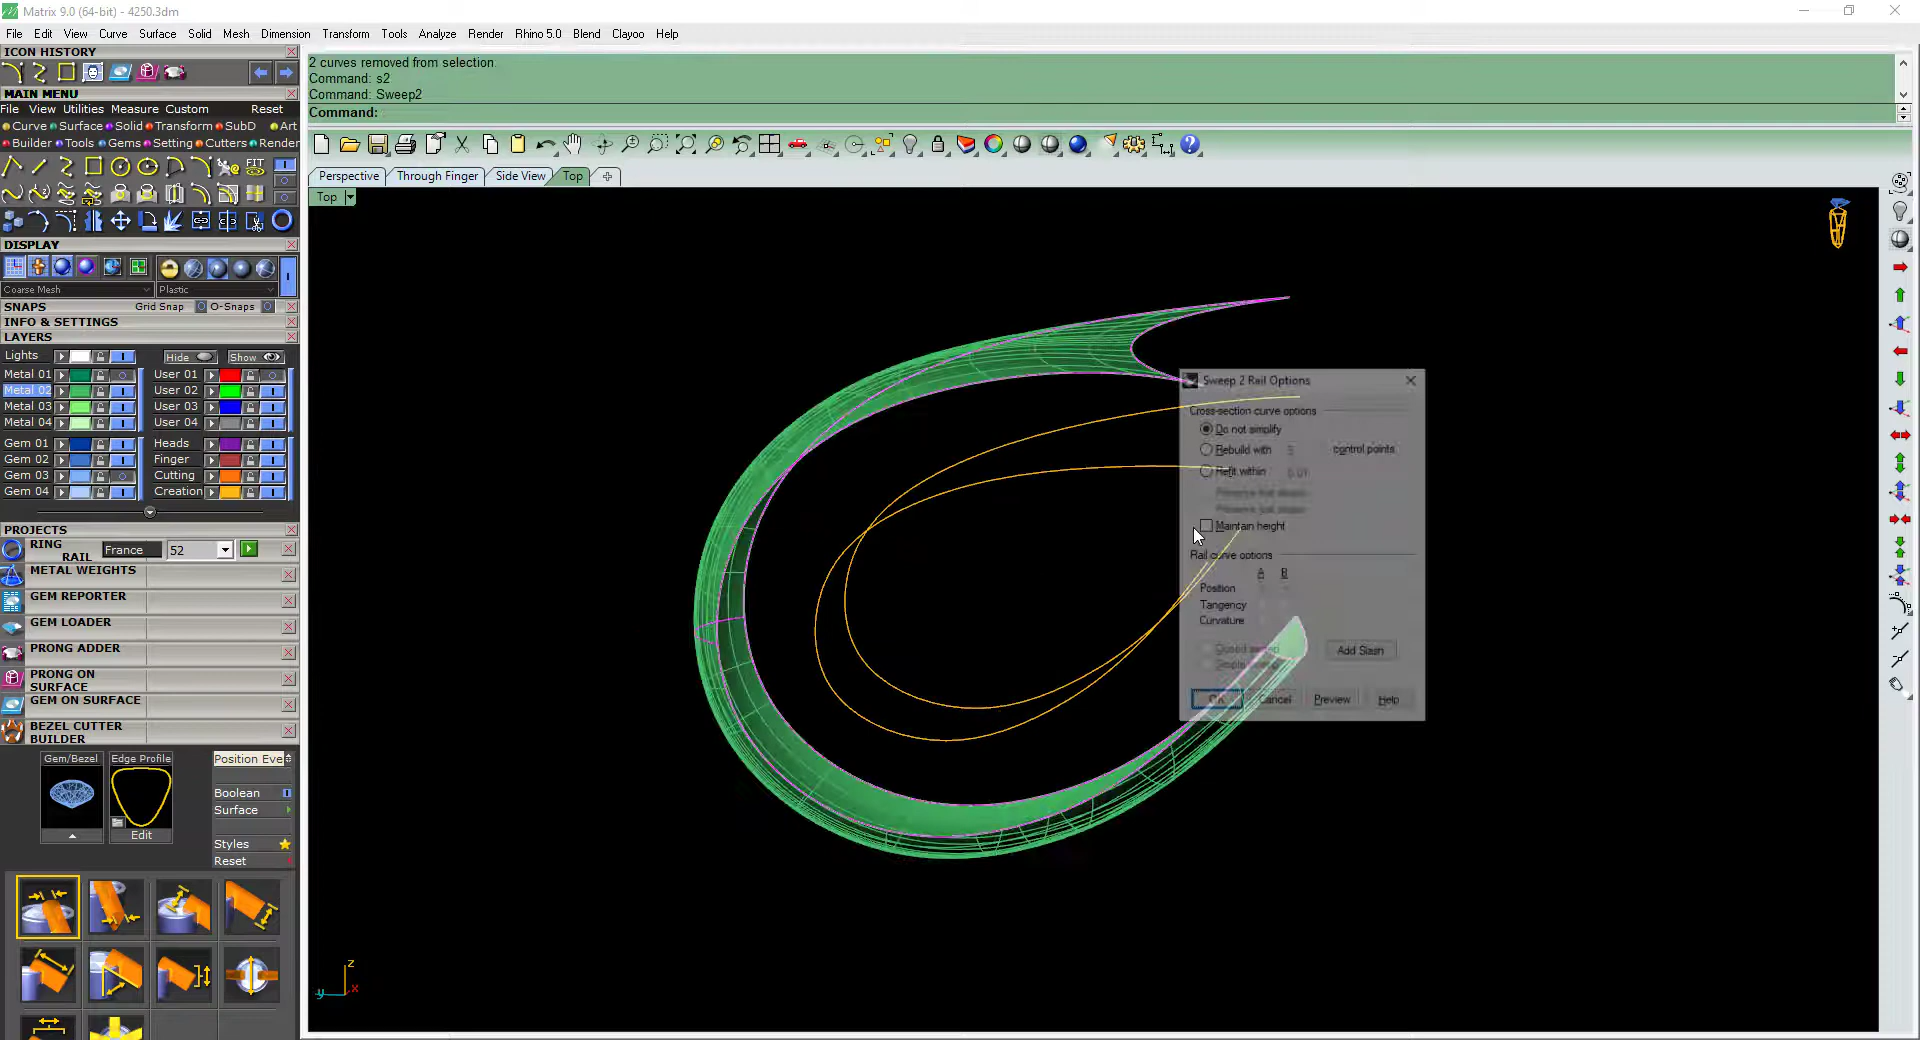 Matrix 9.0 (64-bit) - 4250.3dm
File Edit View Curve Surface Solid Mesh Dimension Transform Tools Analyze Render Rhino 5.0 Blend Clayoo Help
ICON HISTORY
2 curves removed from selection.
Command: s2
Command: Sweep2
Command:
MAIN MENU
File View Utilities Measure Custom Reset
Curve Surface Solid Transform SubD Art
Builder Tools Gems Setting Cutters Render
FIT
Perspective Through Finger Side View Top
Top
DISPLAY
Coarse Mesh Plastic
SNAPS Grid Snap O-Snaps
INFO & SETTINGS
LAYERS
Lights Hide Show
Metal 01 User 01
Metal 02 User 02
Metal 03 User 03
Metal 04 User 04
Gem 01 Heads
Gem 02 Finger
Gem 03 Cutting
Gem 04 Creation
PROJECTS
RING RAIL France 52
METAL WEIGHTS
GEM REPORTER
GEM LOADER
PRONG ADDER
PRONG ON SURFACE
GEM ON SURFACE
BEZEL CUTTER BUILDER
Gem/Bezel Edge Profile Position Eve
Boolean
Surface
Edit
Styles
Reset
Sweep 2 Rail Options
Cross-section curve options
Do not simplify
Rebuild with 5 control points
Refit within 0.01
Maintain height
Rail curve options
A B
Position
Tangency
Curvature
Closed sweep Add Slash
OK Cancel Preview Help
z
y x